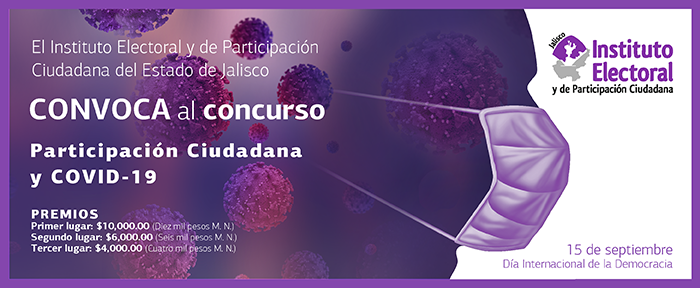 El Instituto Electoral y de Participación
Ciudadana del Estado de Jalisco
CONVOCA al concurso
Participación Ciudadana
y COVID-19
PREMIOS
Primer lugar: $10,000.00 (Diez mil pesos M. N.)
Segundo lugar: $6,000.00 (Seis mil pesos M. N.)
Tercer lugar: $4,000.00 (Cuatro mil pesos M. N.)
Jalisco
Instituto
Electoral
y de Participación Ciudadana
15 de septiembre
Día Internacional de la Democracia